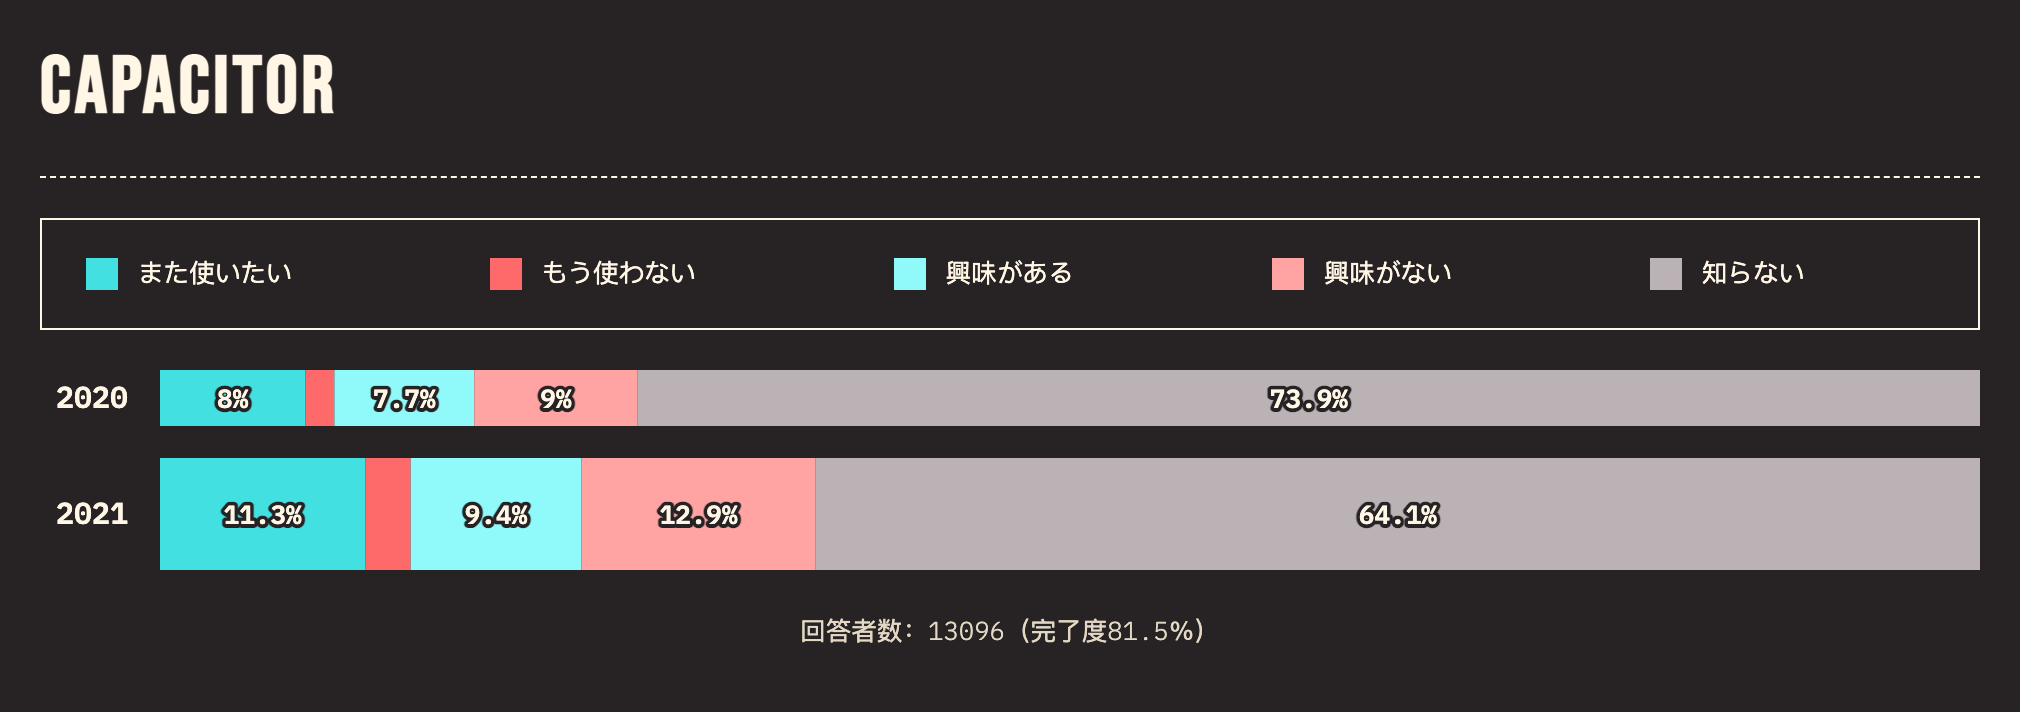 CAPACITOR
また使いたい もう使わない 興味がある 興味がない 知らない
2020 8% 7.7% 9% 73.9%
2021 11.3% 9.4% 12.9% 64.1%
回答者数: 13096 (完了度81.5%)